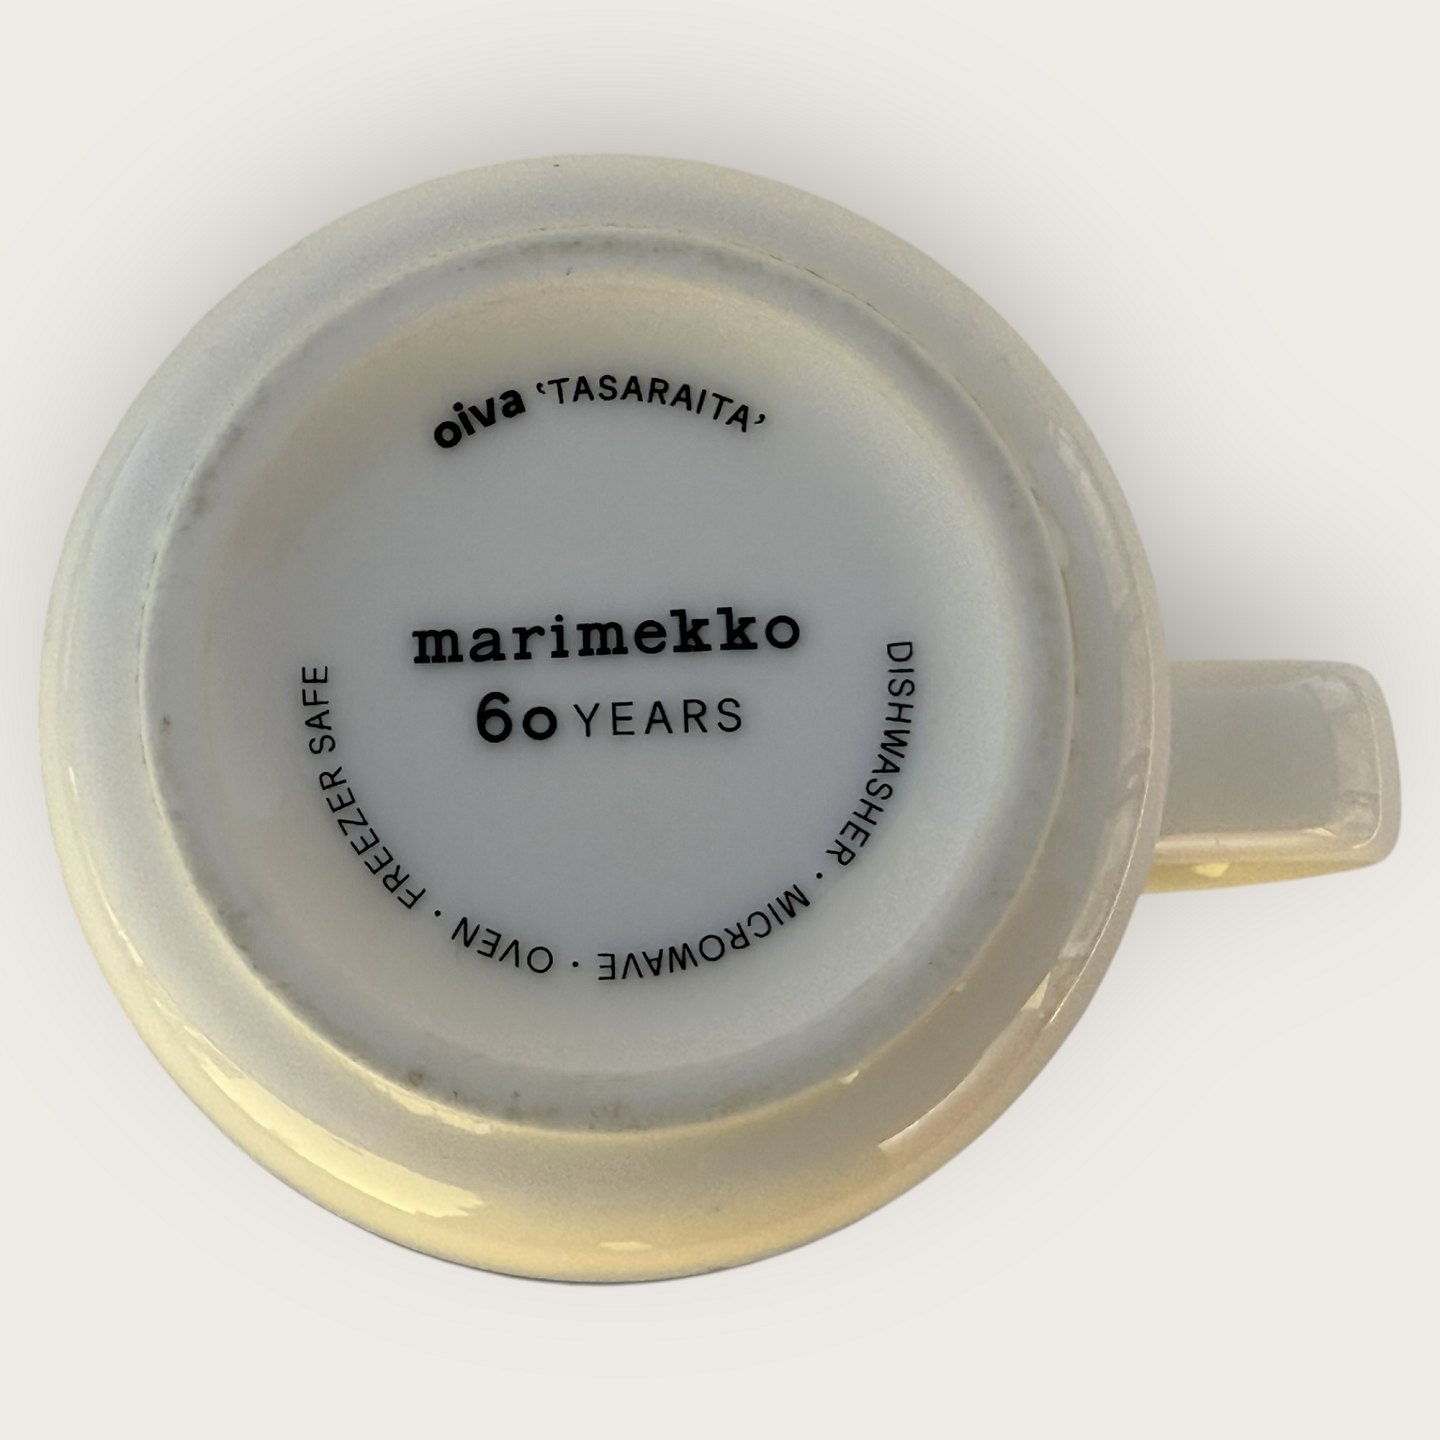 oiva ‘TASARAITA’
marimekko
60 YEARS
DISHWASHER · MICROWAVE · OVEN · FREEZER SAFE